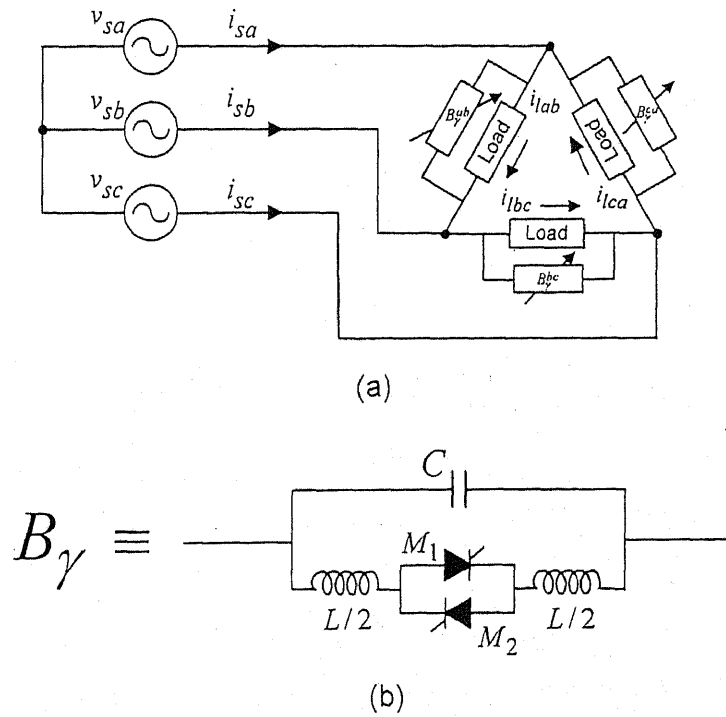 v_sa i_sa
v_sb i_sb
v_sc i_sc
B_γ^ab Load i_lab
Load
i_lbc i_lca
Load
B_γ^bc
(a)
C
B_γ ≡
M_1
L/2 L/2
M_2
(b)